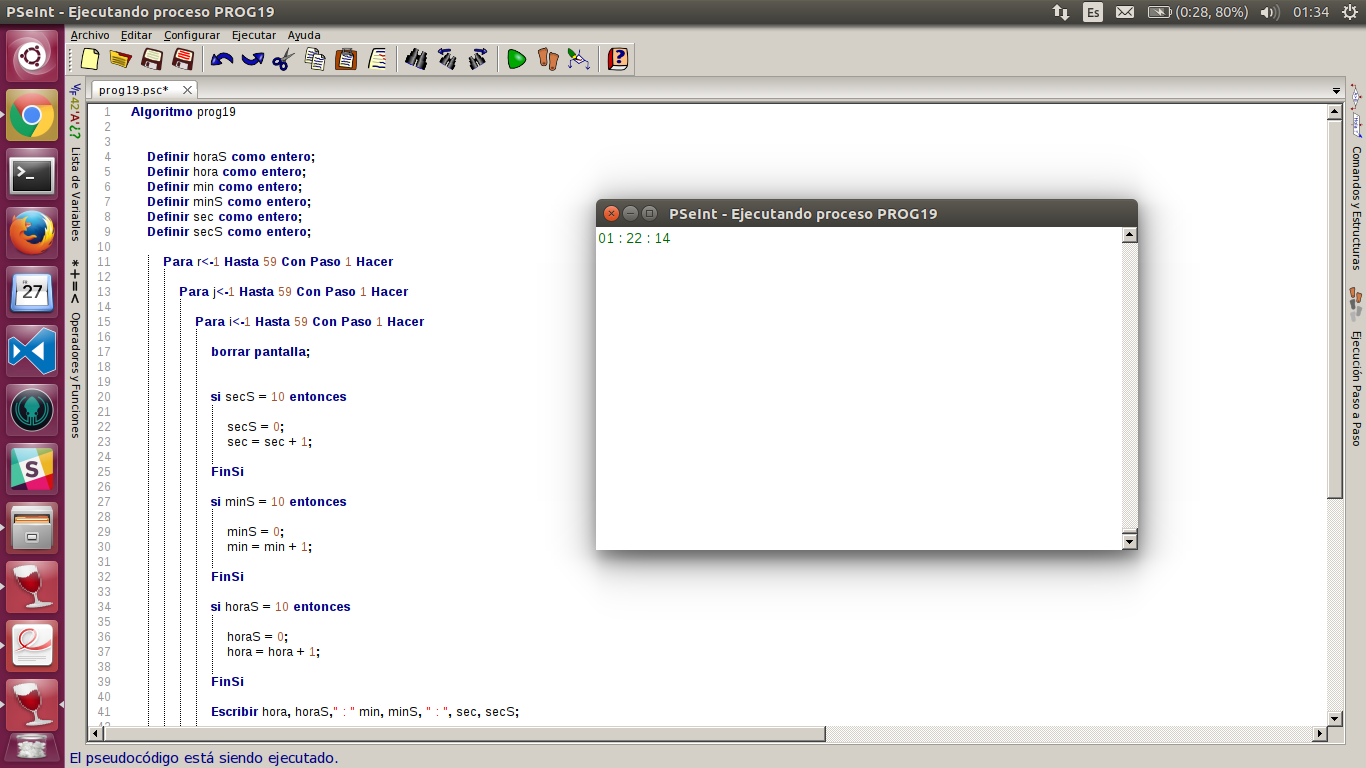 PSeInt - Ejecutando proceso PROG19
Es
(0:28, 80%)
01:34
Archivo Editar Configurar Ejecutar Ayuda
prog19.psc*
Lista de Variables
Operadores y Funciones
27
1 Algoritmo prog19
2
3
4 Definir horaS como entero;
5 Definir hora como entero;
6 Definir min como entero;
7 Definir minS como entero;
8 Definir sec como entero;
9 Definir secS como entero;
10
11 Para r<-1 Hasta 59 Con Paso 1 Hacer
12
13 Para j<-1 Hasta 59 Con Paso 1 Hacer
14
15 Para i<-1 Hasta 59 Con Paso 1 Hacer
16
17 borrar pantalla;
18
19
20 si secS = 10 entonces
21
22 secS = 0;
23 sec = sec + 1;
24
25 FinSi
26
27 si minS = 10 entonces
28
29 minS = 0;
30 min = min + 1;
31
32 FinSi
33
34 si horaS = 10 entonces
35
36 horaS = 0;
37 hora = hora + 1;
38
39 FinSi
40
41 Escribir hora, horaS," : " min, minS, " : ", sec, secS;
PSeInt - Ejecutando proceso PROG19
01 : 22 : 14
Comandos y Estructuras
Ejecución Paso a Paso
El pseudocódigo está siendo ejecutado.